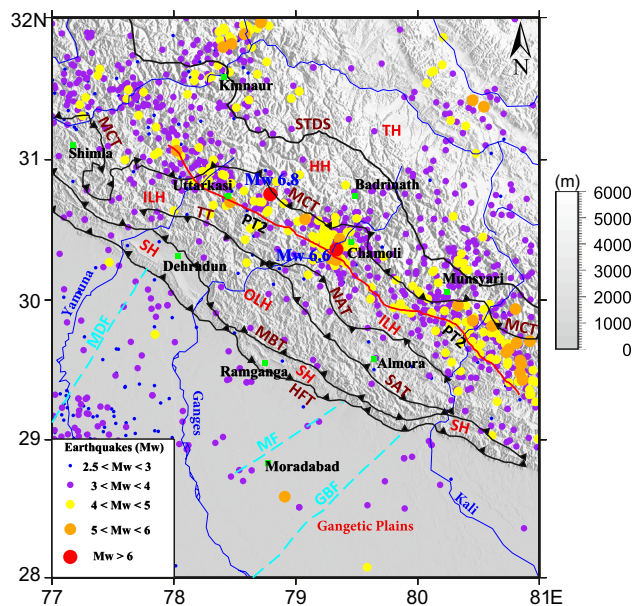 32N
N
Kinnaur
STDS
TH
MCT
31
Shimla
HH
(m)
Mw 6.8
Badrinath
6000
Uttarkasi
MCT
ILH
5000
TT
PT2
SH
Mw 6.6
Chamoli
4000
Dehradun
Munsyari
3000
30
Yamuna
OLH
NAT
2000
ILH
MCT
PT2
1000
MDF
MBT
0
Ramganga
SH
Almora
HFT
SAT
Ganges
SH
29
MF
Earthquakes (Mw)
2.5 < Mw < 3
3 < Mw < 4
4 < Mw < 5
5 < Mw < 6
Mw > 6
Moradabad
GBF
Kali
Gangetic Plains
28
77
78
79
80
81E